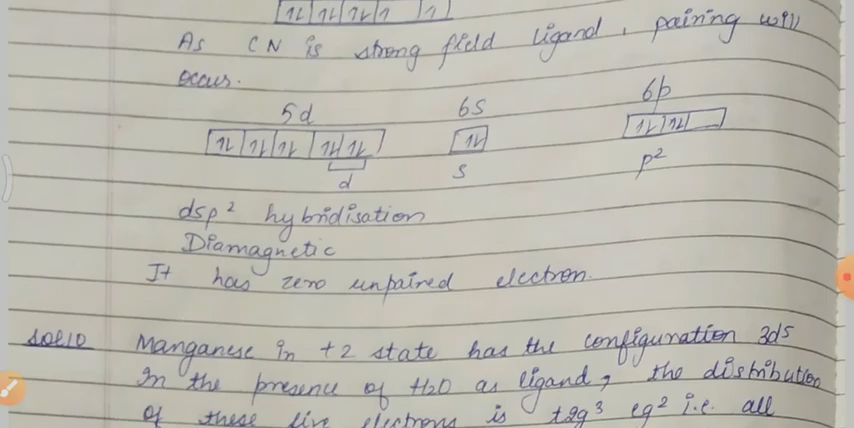 As CN is strong field ligand, pairing will
occur.
5d 6s 6p
d s p²
dsp² hybridisation
Diamagnetic
It has zero unpaired electron.
Sol10 Manganese in +2 state has the configuration 3d5
In the presence of H2O as ligand, the distribution
of these five electrons is t2g³ eg² i.e. all